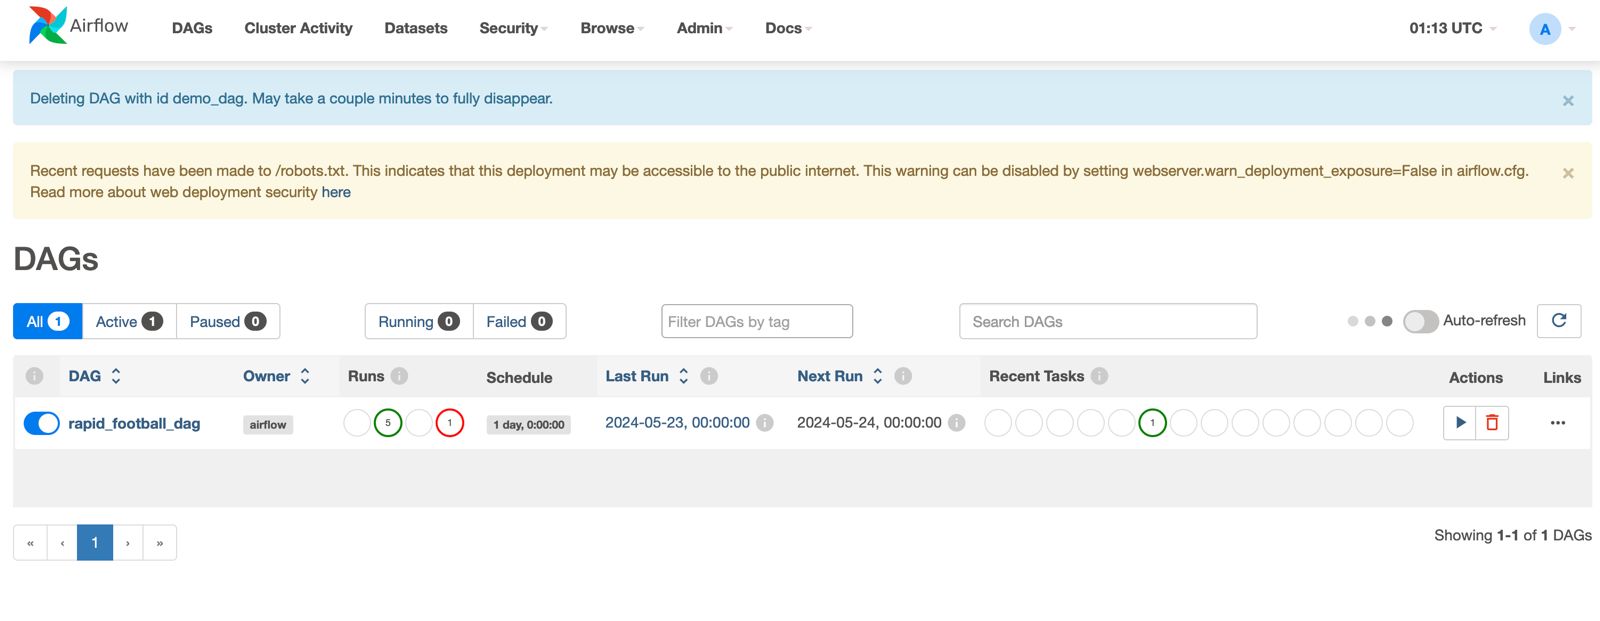 Airflow DAGs Cluster Activity Datasets Security Browse Admin Docs 01:13 UTC A
Deleting DAG with id demo_dag. May take a couple minutes to fully disappear. ×
Recent requests have been made to /robots.txt. This indicates that this deployment may be accessible to the public internet. This warning can be disabled by setting webserver.warn_deployment_exposure=False in airflow.cfg. ×
Read more about web deployment security here
DAGs
All 1 Active 1 Paused 0 Running 0 Failed 0 Filter DAGs by tag Search DAGs Auto-refresh
i DAG Owner Runs i Schedule Last Run i Next Run i Recent Tasks i Actions Links
rapid_football_dag airflow 5 1 1 day, 0:00:00 2024-05-23, 00:00:00 i 2024-05-24, 00:00:00 i 1 ···
« ‹ 1 › » Showing 1-1 of 1 DAGs